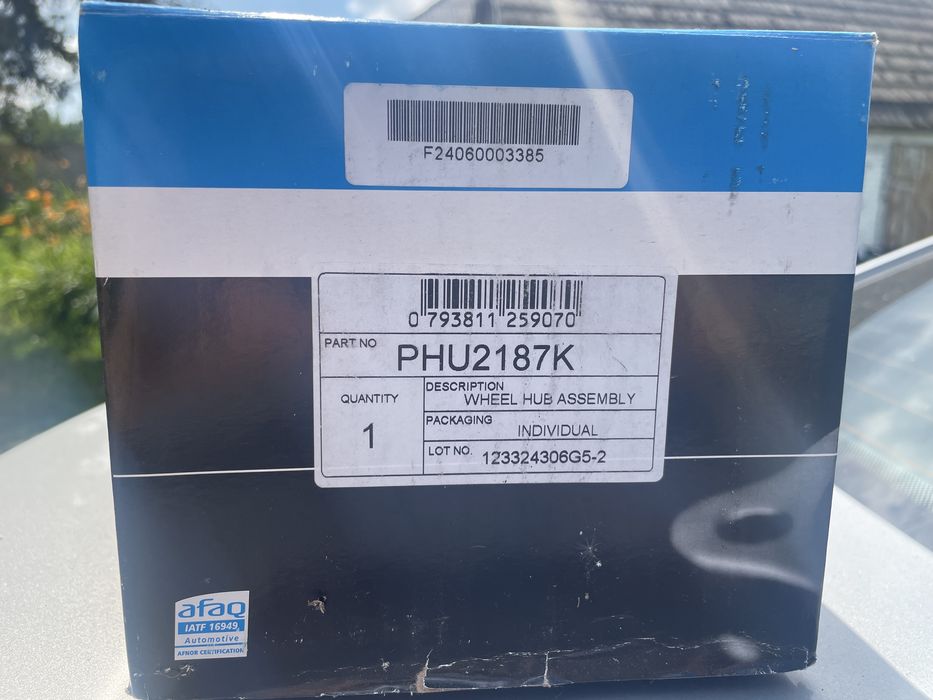 F24060003385
0 793811 259070
PART NO
PHU2187K
QUANTITY
1
DESCRIPTION
WHEEL HUB ASSEMBLY
PACKAGING
INDIVIDUAL
LOT NO.
123324306G5-2
afaq
IATF 16949
Automotive
AFNOR CERTIFICATION